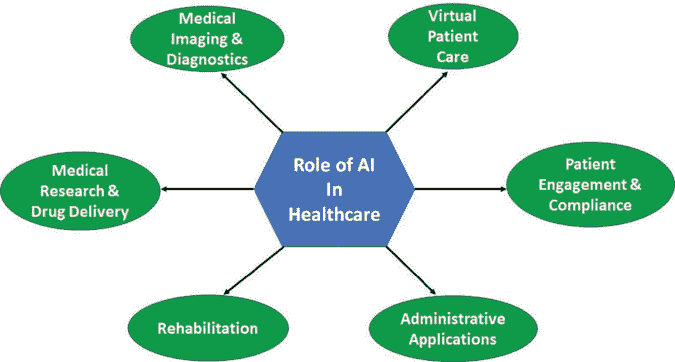 Medical
Imaging &
Diagnostics
Virtual
Patient
Care
Medical
Research &
Drug Delivery
Role of AI
In
Healthcare
Patient
Engagement &
Compliance
Rehabilitation
Administrative
Applications